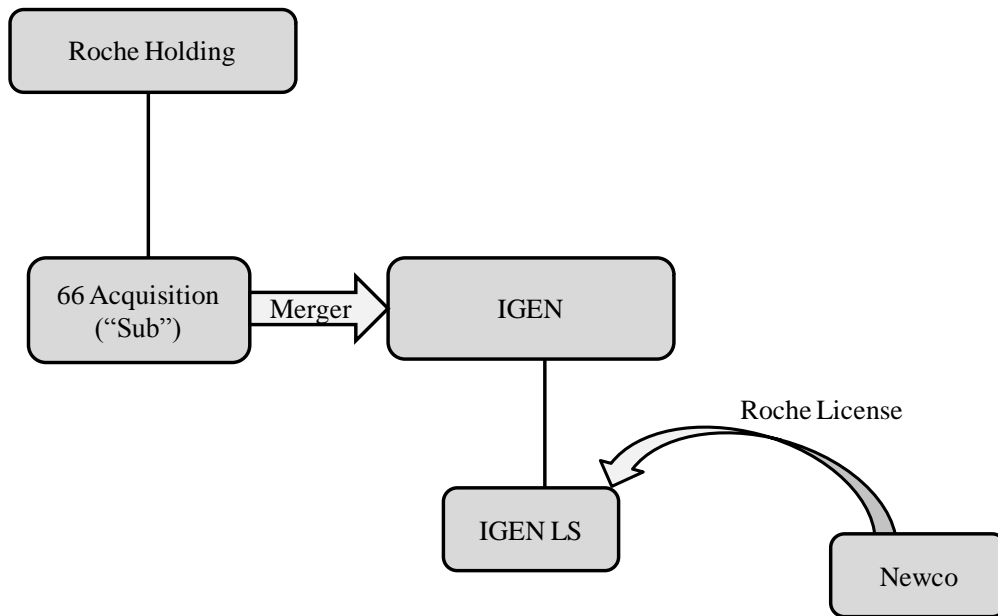 Roche Holding
66 Acquisition
(“Sub”)
Merger
IGEN
Roche License
IGEN LS
Newco